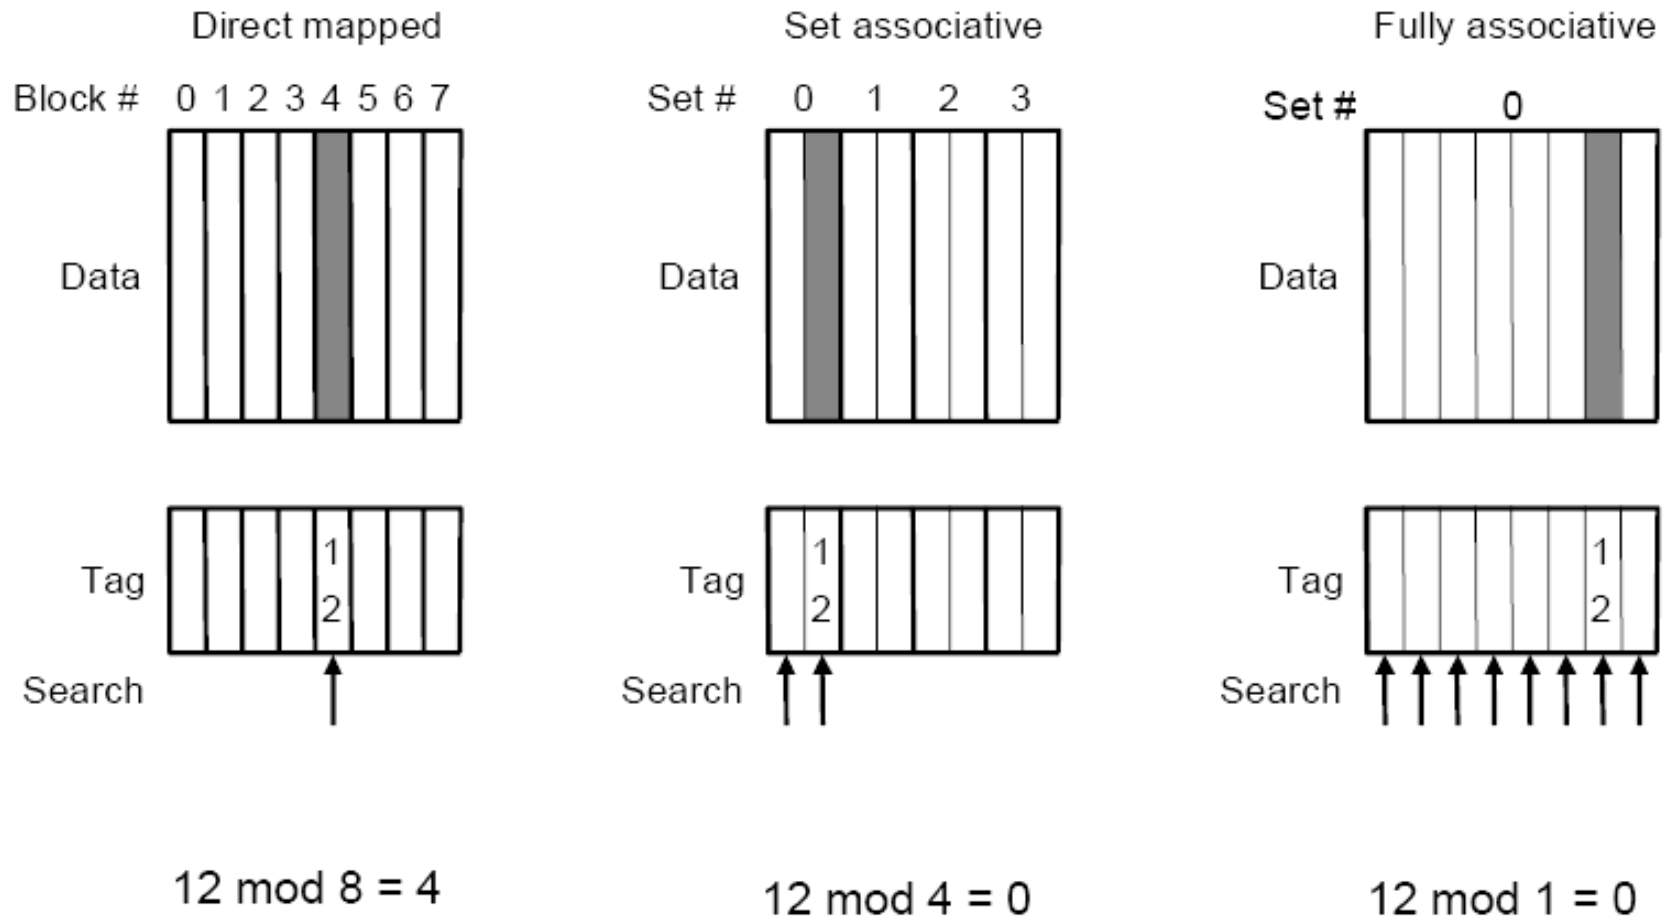 Direct mapped
Block # 0 1 2 3 4 5 6 7
Data
Tag
1
2
Search
12 mod 8 = 4
Set associative
Set # 0 1 2 3
Data
Tag
1
2
Search
12 mod 4 = 0
Fully associative
Set # 0
Data
Tag
1
2
Search
12 mod 1 = 0